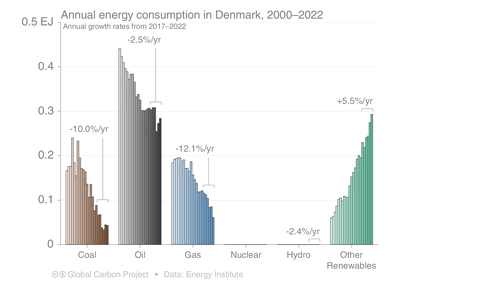 Annual energy consumption in Denmark, 2000–2022
0.5 EJ
Annual growth rates from 2017–2022
-2.5%/yr
0.4
+5.5%/yr
0.3
-10.0%/yr
-12.1%/yr
0.2
0.1
-2.4%/yr
0
Coal
Oil
Gas
Nuclear
Hydro
Other
Renewables
Global Carbon Project • Data: Energy Institute